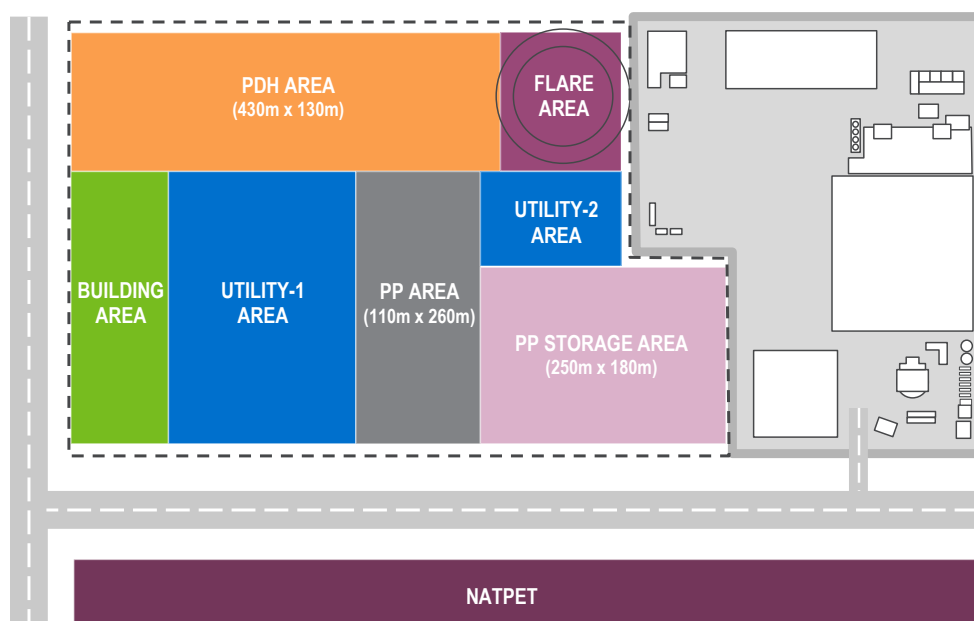 PDH AREA
(430m x 130m)
FLARE
AREA
UTILITY-2
AREA
BUILDING
AREA
UTILITY-1
AREA
PP AREA
(110m x 260m)
PP STORAGE AREA
(250m x 180m)
NATPET